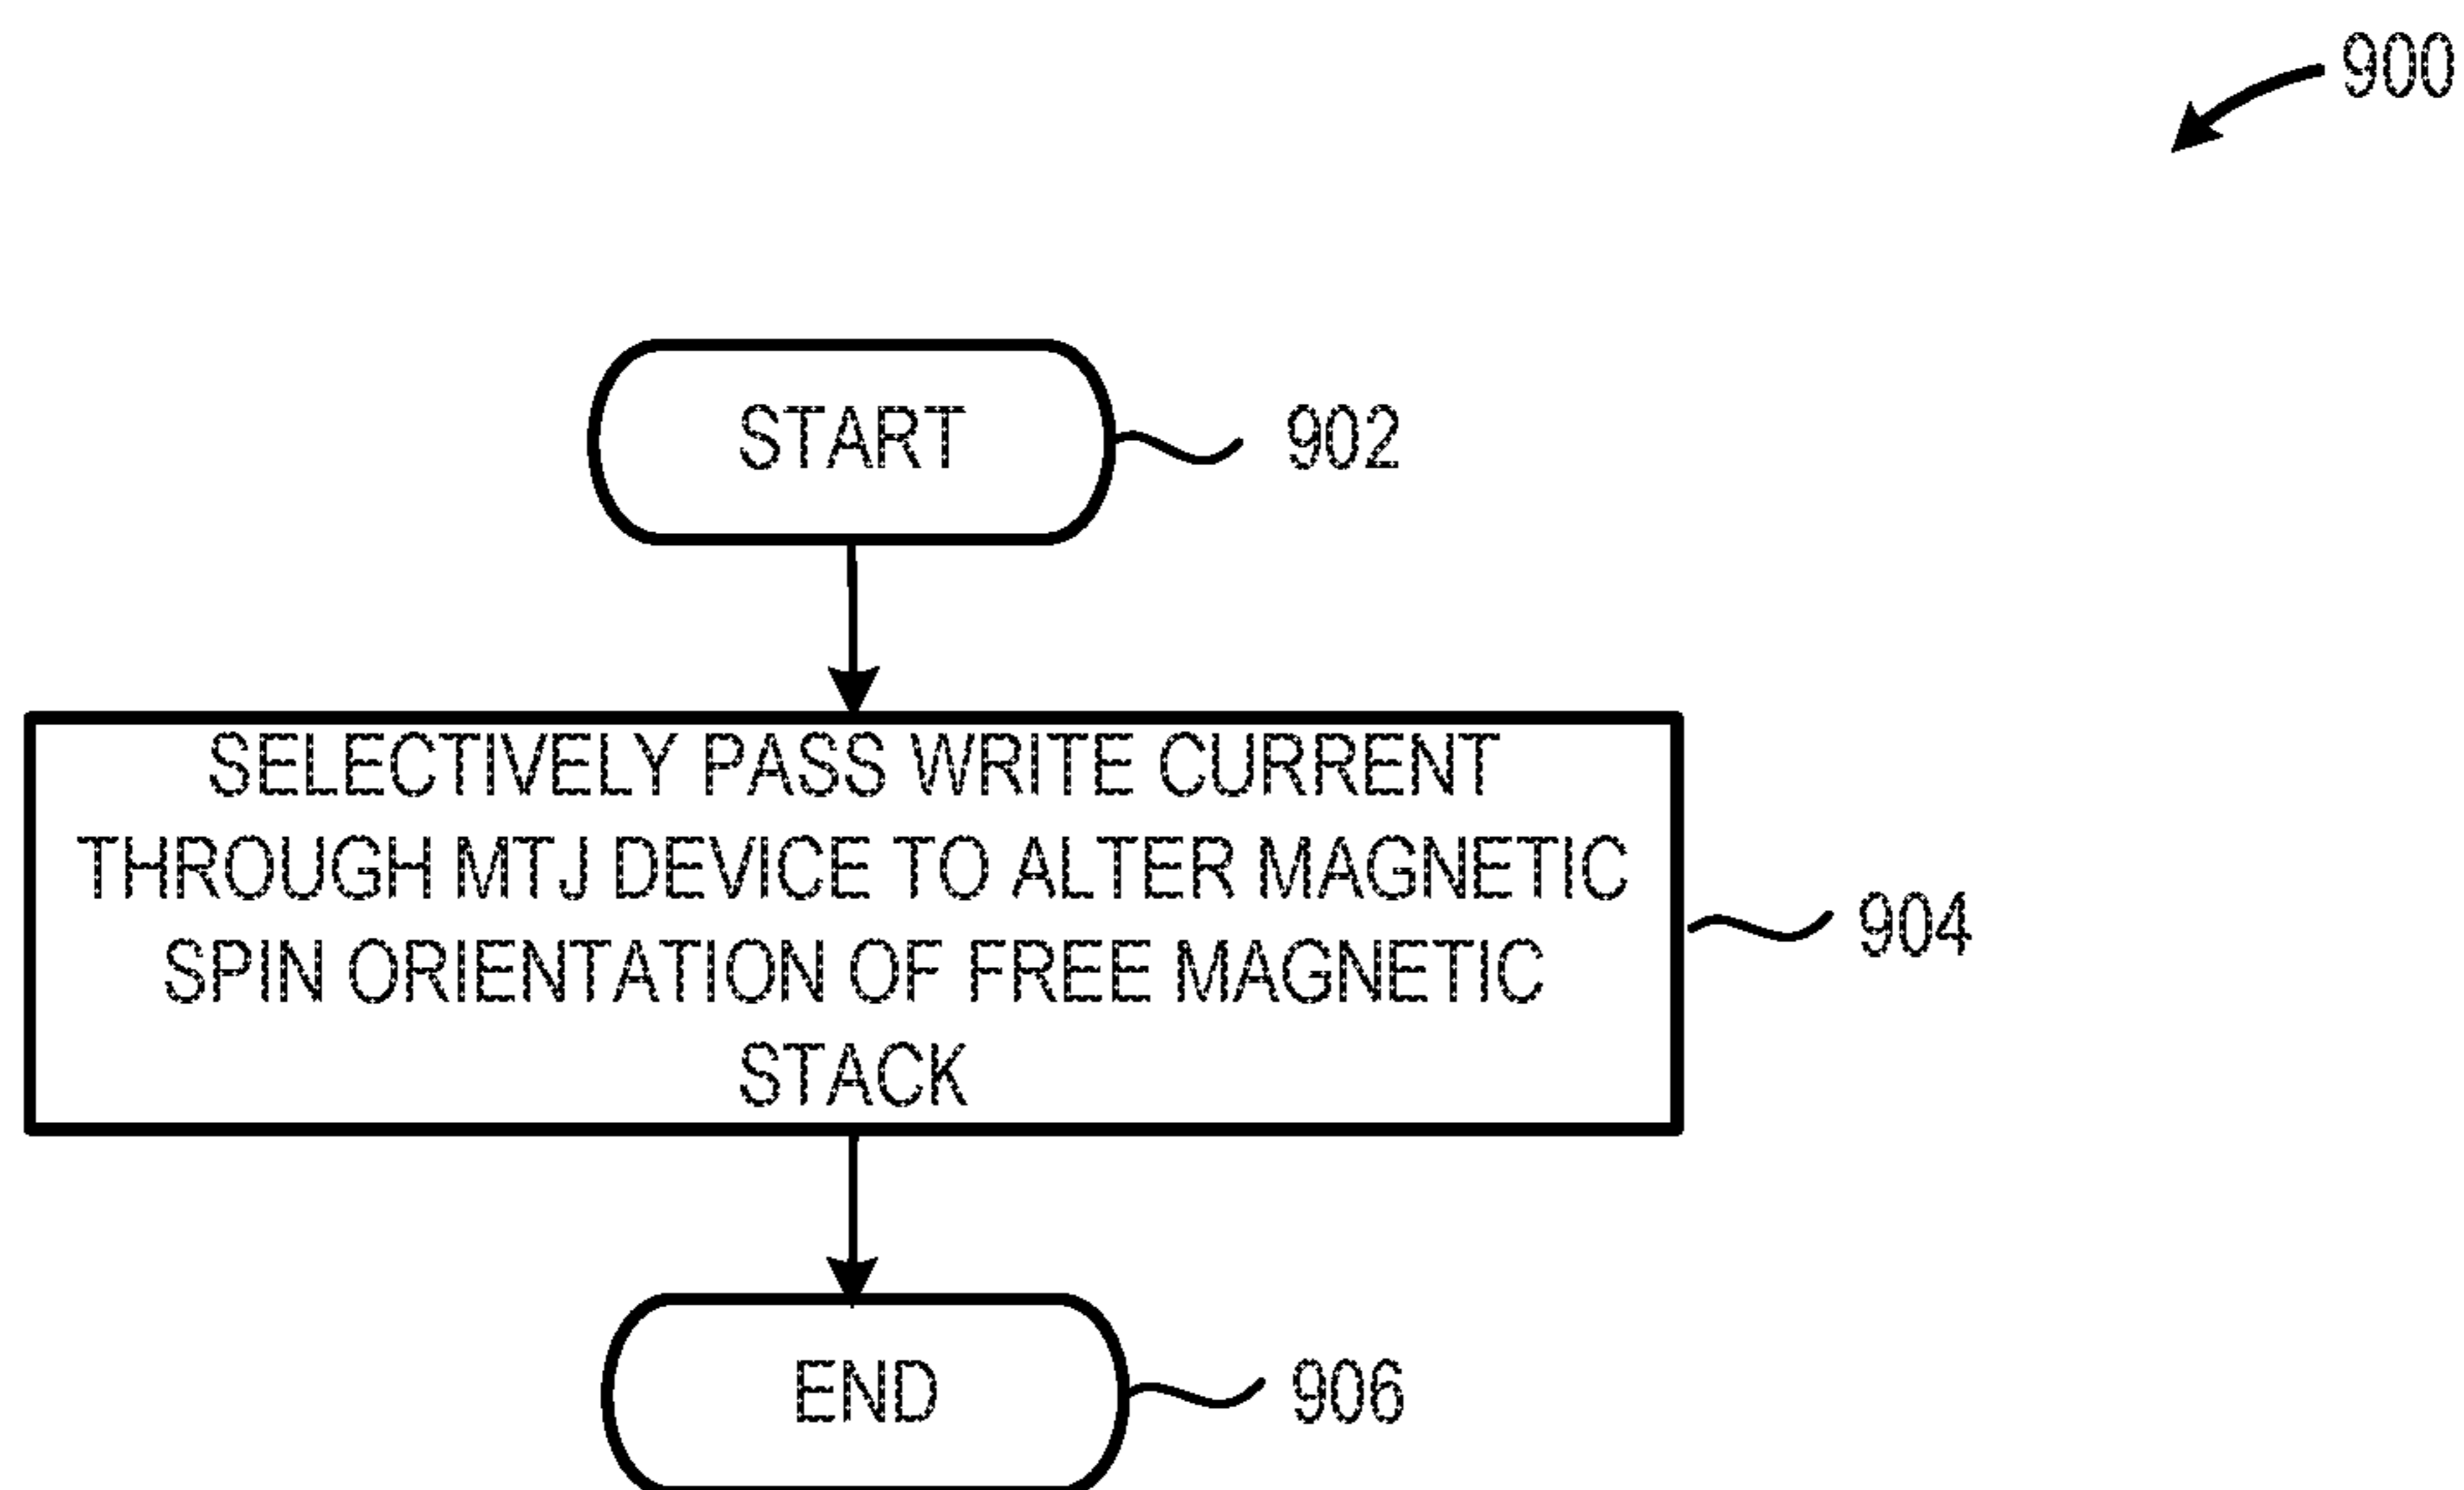 900
START
902
SELECTIVELY PASS WRITE CURRENT
THROUGH MTJ DEVICE TO ALTER MAGNETIC
SPIN ORIENTATION OF FREE MAGNETIC
STACK
904
END
906